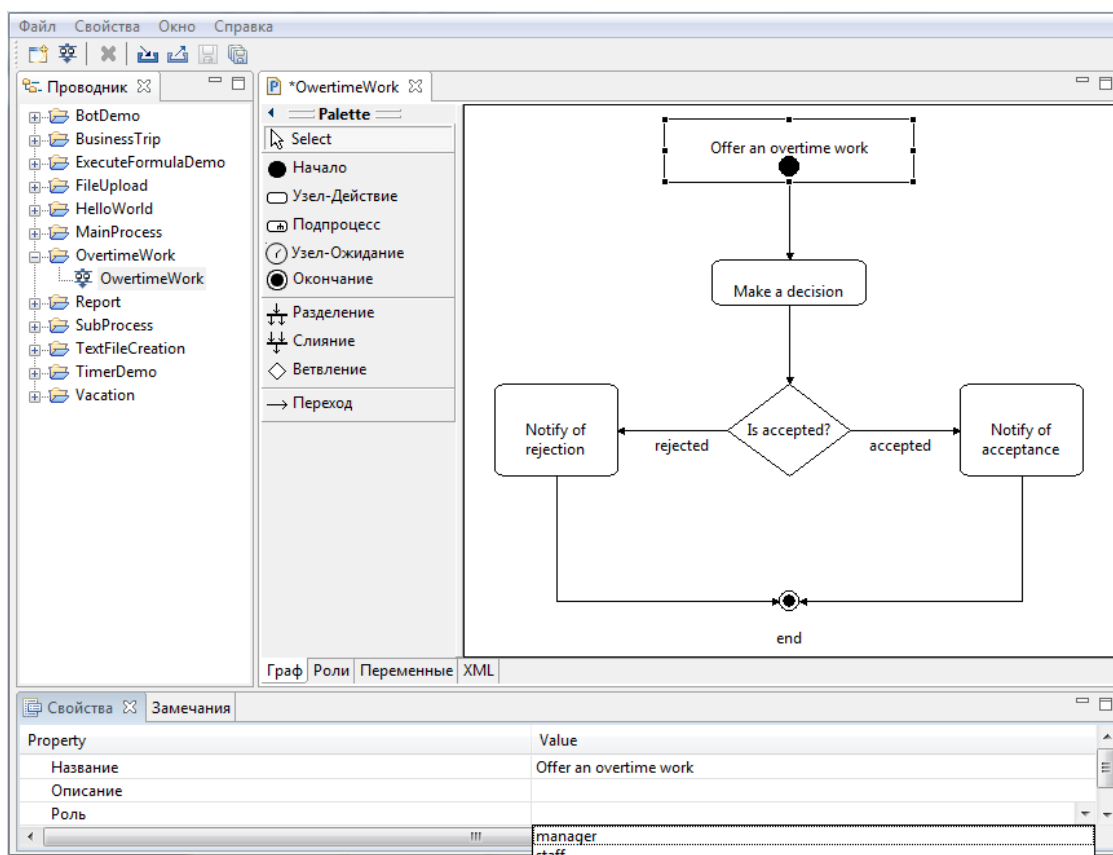 Файл Свойства Окно Справка
Проводник
BotDemo
BusinessTrip
ExecuteFormulaDemo
FileUpload
HelloWorld
MainProcess
OvertimeWork
OwertimeWork
Report
SubProcess
TextFileCreation
TimerDemo
Vacation
*OwertimeWork
Palette
Select
Начало
Узел-Действие
Подпроцесс
Узел-Ожидание
Окончание
Разделение
Слияние
Ветвление
Переход
Offer an overtime work
Make a decision
Is accepted?
rejected
accepted
Notify of
rejection
Notify of
acceptance
end
Граф Роли Переменные XML
Свойства Замечания
Property Value
Название Offer an overtime work
Описание
Роль
manager
staff